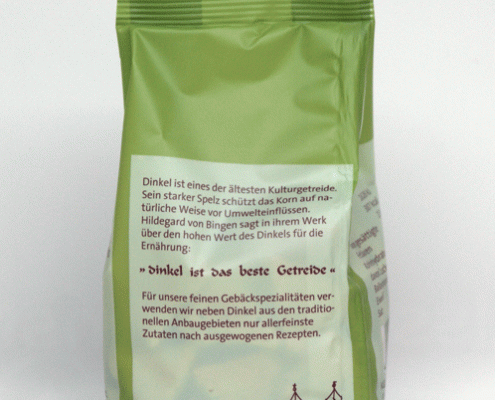 Dinkel ist eines der ältesten Kulturgetreide.
Sein starker Spelz schützt das Korn auf na-
türliche Weise vor Umwelteinflüssen.
Hildegard von Bingen sagt in ihrem Werk
über den hohen Wert des Dinkels für die
Ernährung:
» dinkel ist das beste Getreide «
Für unsere feinen Gebäckspezialitäten ver-
wenden wir neben Dinkel aus den traditio-
nellen Anbaugebieten nur allerfeinste
Zutaten nach ausgewogenen Rezepten.